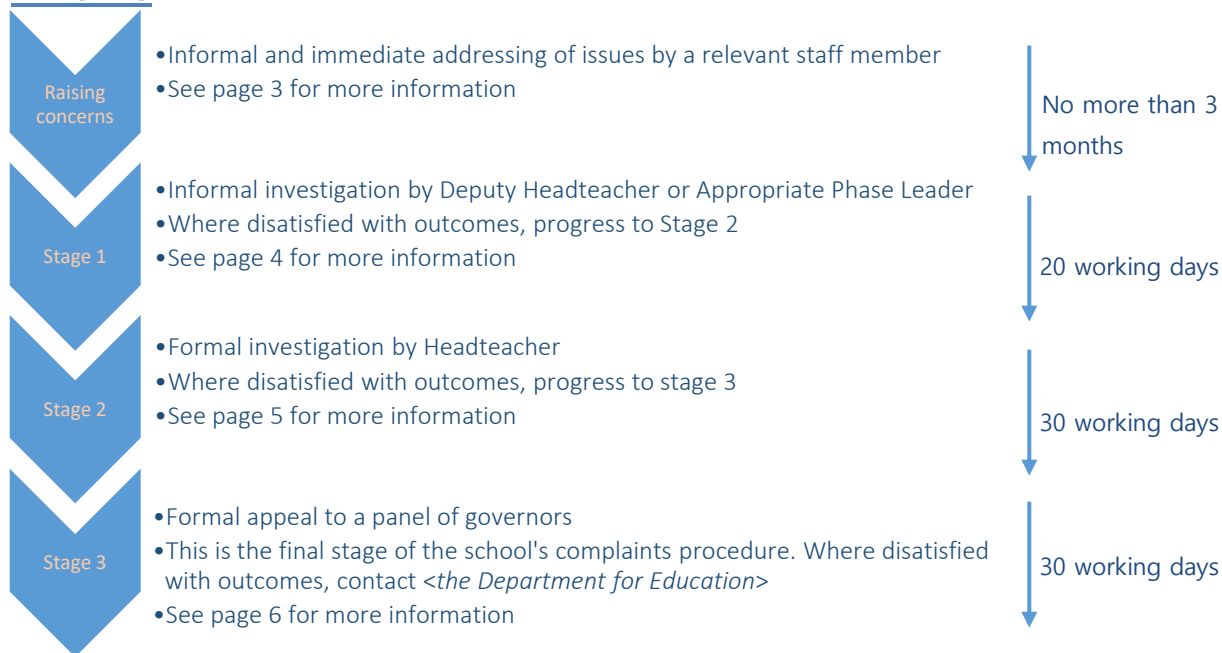 Raising
concerns
•Informal and immediate addressing of issues by a relevant staff member
•See page 3 for more information
No more than 3
months
Stage 1
•Informal investigation by Deputy Headteacher or Appropriate Phase Leader
•Where disatisfied with outcomes, progress to Stage 2
•See page 4 for more information
20 working days
Stage 2
•Formal investigation by Headteacher
•Where disatisfied with outcomes, progress to stage 3
•See page 5 for more information
30 working days
Stage 3
•Formal appeal to a panel of governors
•This is the final stage of the school's complaints procedure. Where disatisfied
with outcomes, contact <the Department for Education>
•See page 6 for more information
30 working days